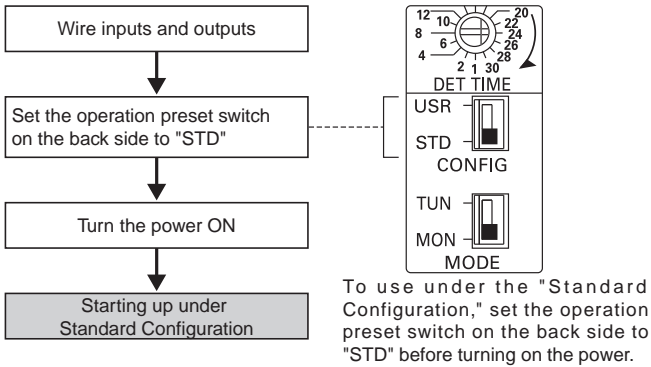 Wire inputs and outputs
Set the operation preset switch
on the back side to "STD"
Turn the power ON
Starting up under
Standard Configuration
12
10
8
6
4
2
1
30
28
26
24
22
20
DET TIME
USR
STD
CONFIG
TUN
MON
MODE
To use under the "Standard
Configuration," set the operation
preset switch on the back side to
"STD" before turning on the power.